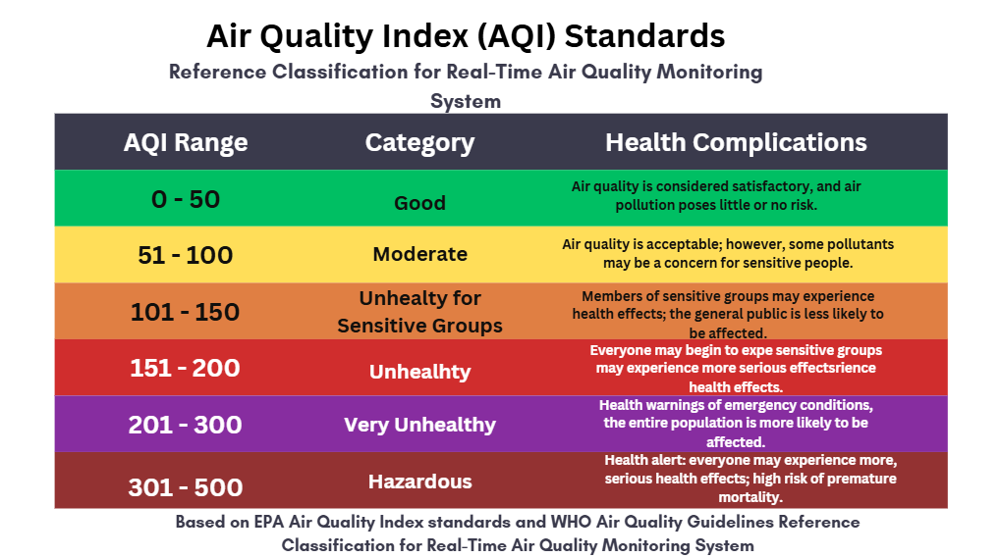 Air Quality Index (AQI) Standards
Reference Classification for Real-Time Air Quality Monitoring
System
AQI Range Category Health Complications
0 - 50 Good
Air quality is considered satisfactory, and air
pollution poses little or no risk.
51 - 100 Moderate
Air quality is acceptable; however, some pollutants
may be a concern for sensitive people.
101 - 150
Unhealty for
Sensitive Groups
Members of sensitive groups may experience
health effects; the general public is less likely to
be affected.
151 - 200 Unhealhty
Everyone may begin to expe sensitive groups
may experience more serious effectsrience
health effects.
201 - 300 Very Unhealthy
Health warnings of emergency conditions,
the entire population is more likely to be
affected.
301 - 500 Hazardous
Health alert: everyone may experience more,
serious health effects; high risk of premature
mortality.
Based on EPA Air Quality Index standards and WHO Air Quality Guidelines Reference
Classification for Real-Time Air Quality Monitoring System